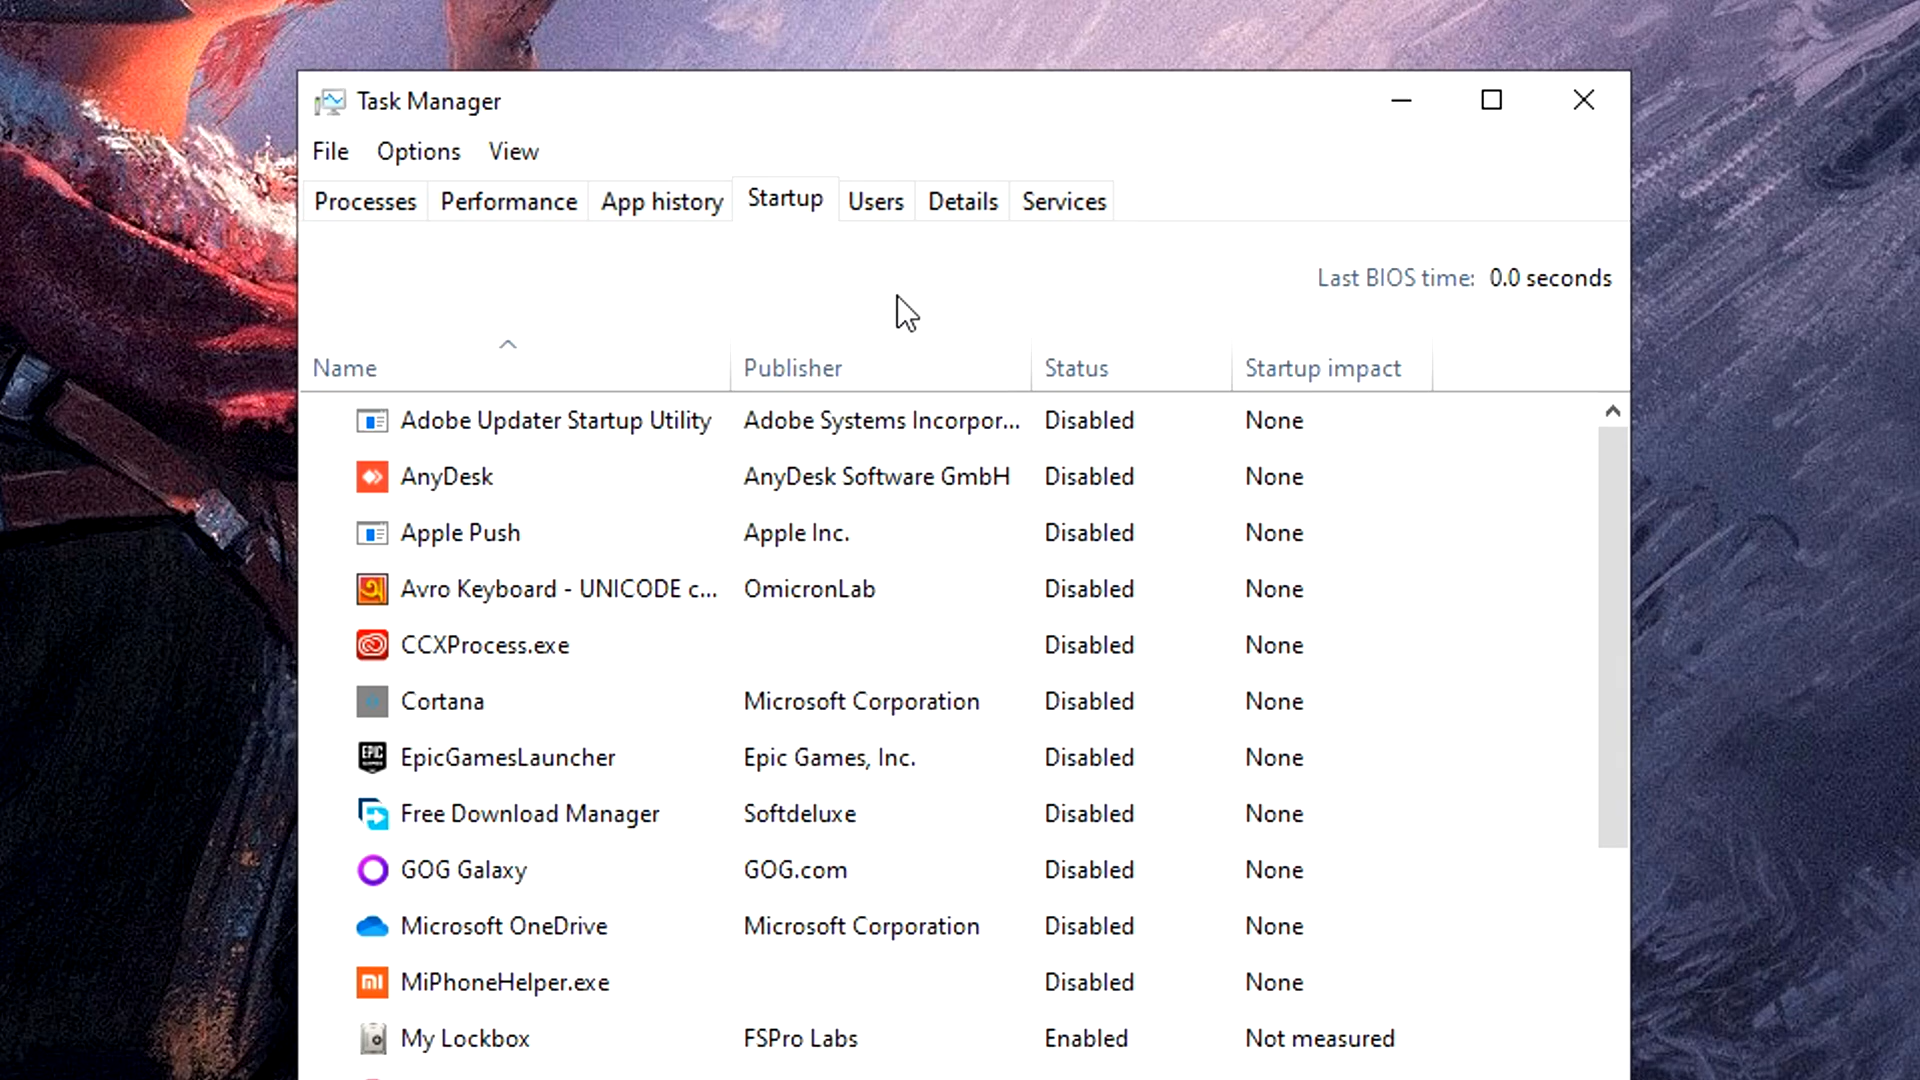 Task Manager
File Options View
Processes Performance App history Startup Users Details Services
Last BIOS time: 0.0 seconds
Name Publisher Status Startup impact
Adobe Updater Startup Utility Adobe Systems Incorpor... Disabled None
AnyDesk AnyDesk Software GmbH Disabled None
Apple Push Apple Inc. Disabled None
Avro Keyboard - UNICODE c... OmicronLab Disabled None
CCXProcess.exe Disabled None
Cortana Microsoft Corporation Disabled None
EPIC
EpicGamesLauncher Epic Games, Inc. Disabled None
Free Download Manager Softdeluxe Disabled None
GOG Galaxy GOG.com Disabled None
Microsoft OneDrive Microsoft Corporation Disabled None
mi MiPhoneHelper.exe Disabled None
My Lockbox FSPro Labs Enabled Not measured